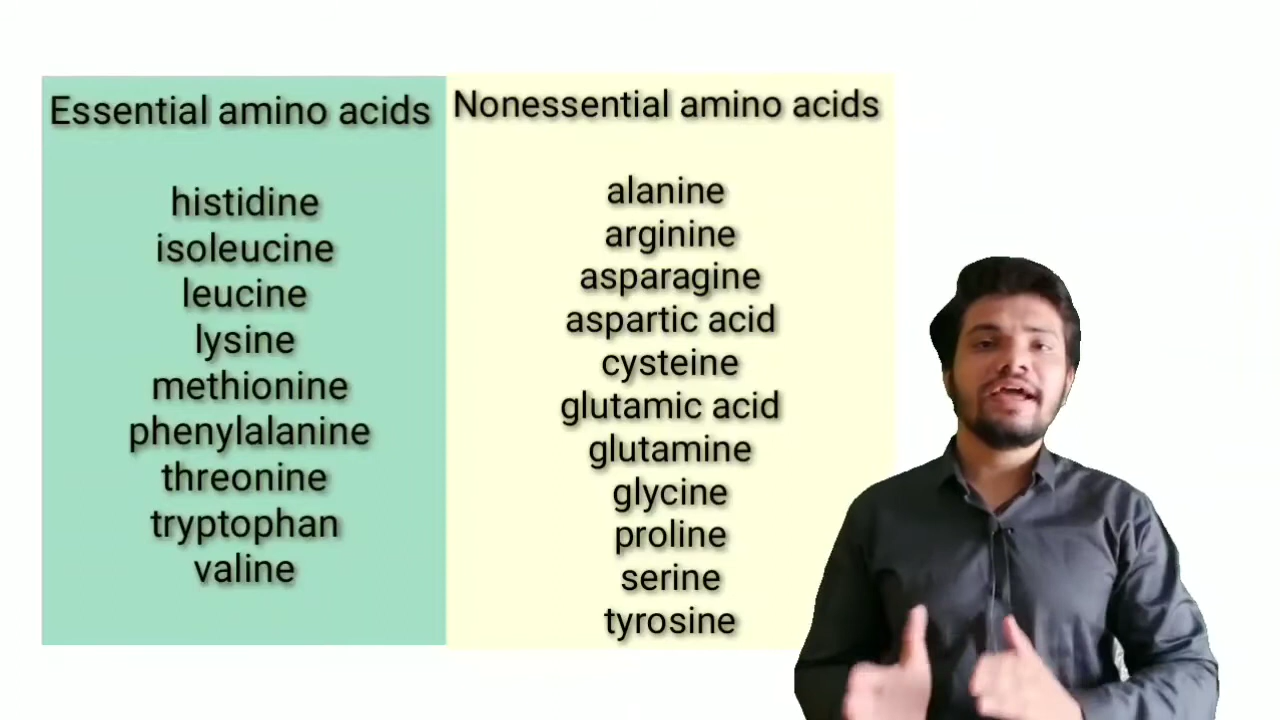 Essential amino acids
histidine
isoleucine
leucine
lysine
methionine
phenylalanine
threonine
tryptophan
valine
Nonessential amino acids
alanine
arginine
asparagine
aspartic acid
cysteine
glutamic acid
glutamine
glycine
proline
serine
tyrosine